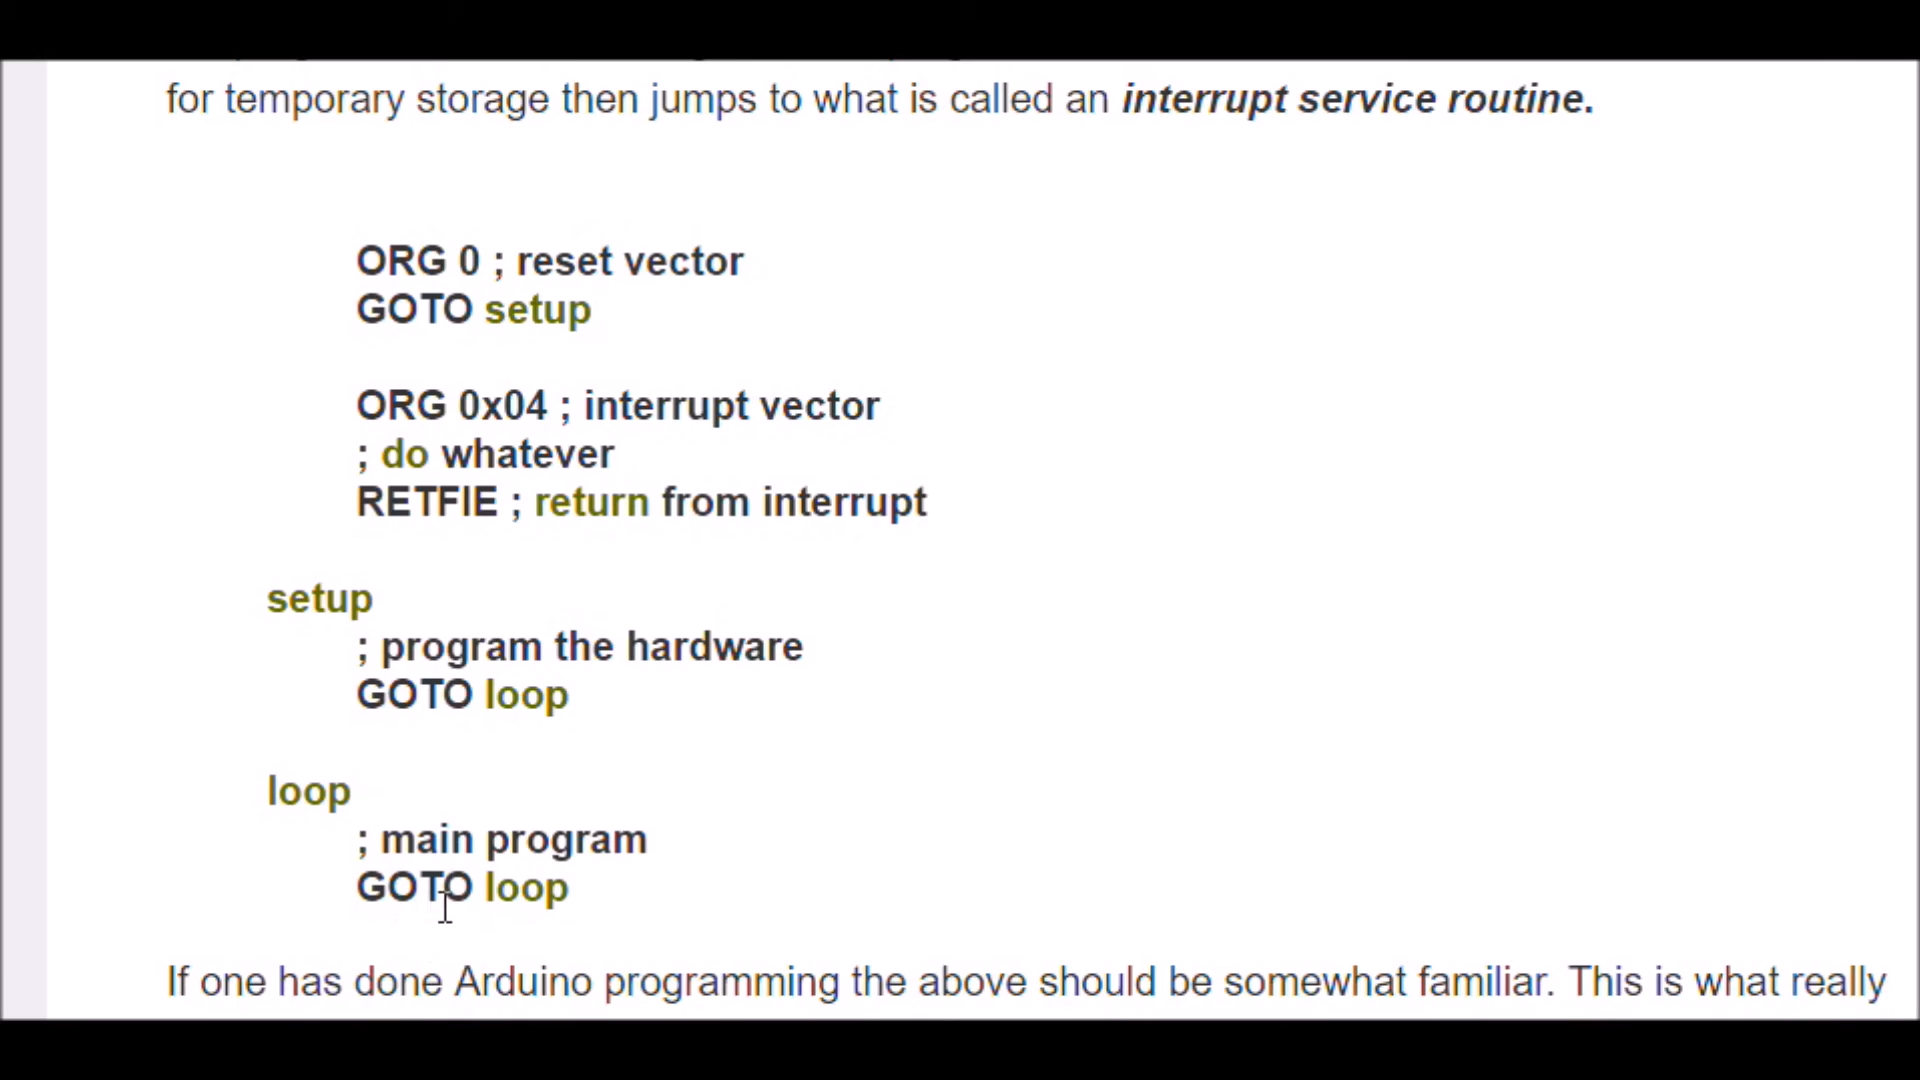 for temporary storage then jumps to what is called an interrupt service routine.
ORG 0 ; reset vector
GOTO setup
ORG 0x04 ; interrupt vector
; do whatever
RETFIE ; return from interrupt
setup
; program the hardware
GOTO loop
loop
; main program
GOTO loop
If one has done Arduino programming the above should be somewhat familiar. This is what really